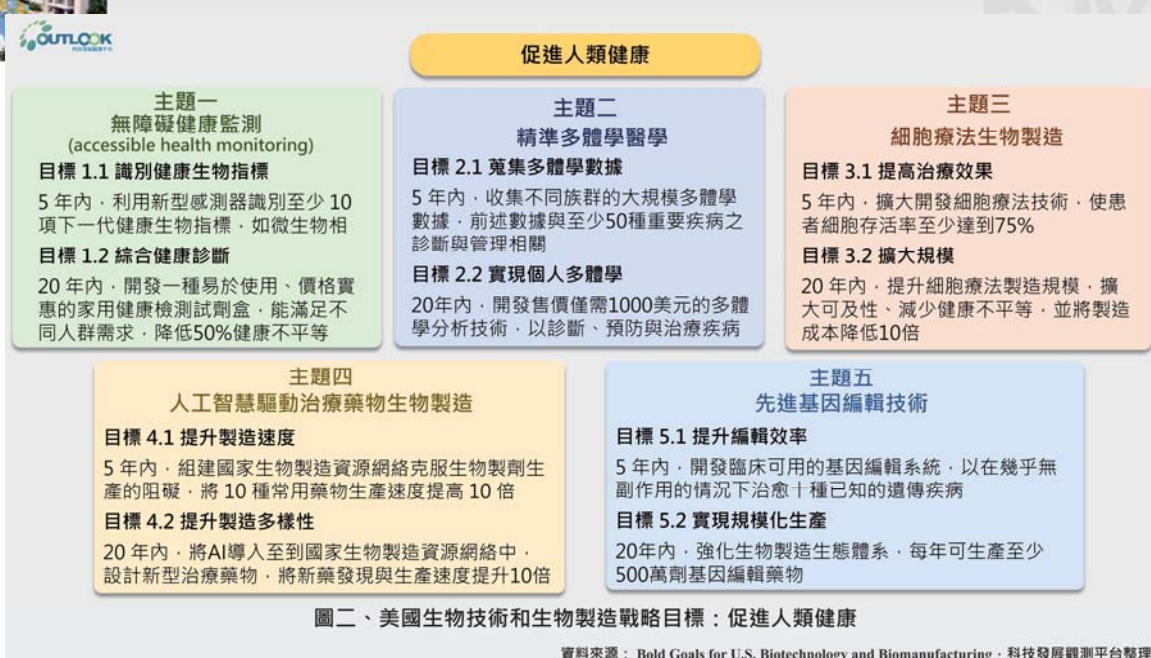 OUTLOOK
促進人類健康
主題一
無障礙健康監測
(accessible health monitoring)
目標 1.1 識別健康生物指標
5 年內，利用新型感測器識別至少 10
項下一代健康生物指標，如微生物相
目標 1.2 綜合健康診斷
20 年內，開發一種易於使用、價格實
惠的家用健康檢測試劑盒，能滿足不
同人群需求，降低50%健康不平等
主題二
精準多體學醫學
目標 2.1 蒐集多體學數據
5 年內，收集不同族群的大規模多體學
數據，前述數據與至少50種重要疾病之
診斷與管理相關
目標 2.2 實現個人多體學
20年內，開發售價僅需1000美元的多體
學分析技術，以診斷、預防與治療疾病
主題三
細胞療法生物製造
目標 3.1 提高治療效果
5 年內，擴大開發細胞療法技術，使患
者細胞存活率至少達到75%
目標 3.2 擴大規模
20 年內，提升細胞療法製造規模，擴
大可及性、減少健康不平等，並將製造
成本降低10倍
主題四
人工智慧驅動治療藥物生物製造
目標 4.1 提升製造速度
5 年內，組建國家生物製造資源網絡克服生物製劑生
產的阻礙，將 10 種常用藥物生產速度提高 10 倍
目標 4.2 提升製造多樣性
20 年內，將AI導入至到國家生物製造資源網絡中，
設計新型治療藥物，將新藥發現與生產速度提升10倍
主題五
先進基因編輯技術
目標 5.1 提升編輯效率
5 年內，開發臨床可用的基因編輯系統，以在幾乎無
副作用的情況下治愈十種已知的遺傳疾病
目標 5.2 實現規模化生產
20年內，強化生物製造生態體系，每年可生產至少
500萬劑基因編輯藥物
圖二、美國生物技術和生物製造戰略目標：促進人類健康
資料來源： Bold Goals for U.S. Biotechnology and Biomanufacturing，科技發展觀測平台整理